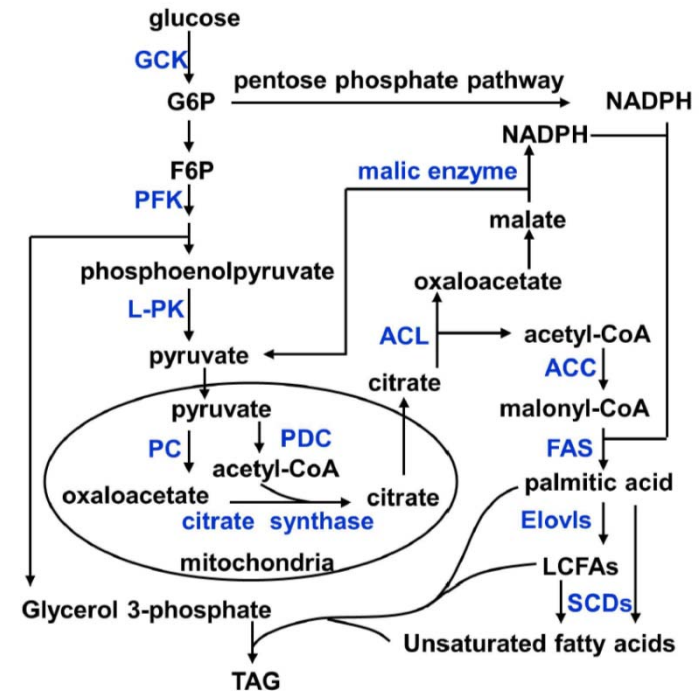 glucose
GCK
pentose phosphate pathway
G6P
NADPH
NADPH
F6P
malic enzyme
PFK
malate
phosphoenolpyruvate
oxaloacetate
L-PK
ACL
acetyl-CoA
pyruvate
ACC
citrate
pyruvate
malonyl-CoA
PC
PDC
FAS
acetyl-CoA
palmitic acid
oxaloacetate
citrate
citrate synthase
Elovls
mitochondria
LCFAs
Glycerol 3-phosphate
SCDs
Unsaturated fatty acids
TAG